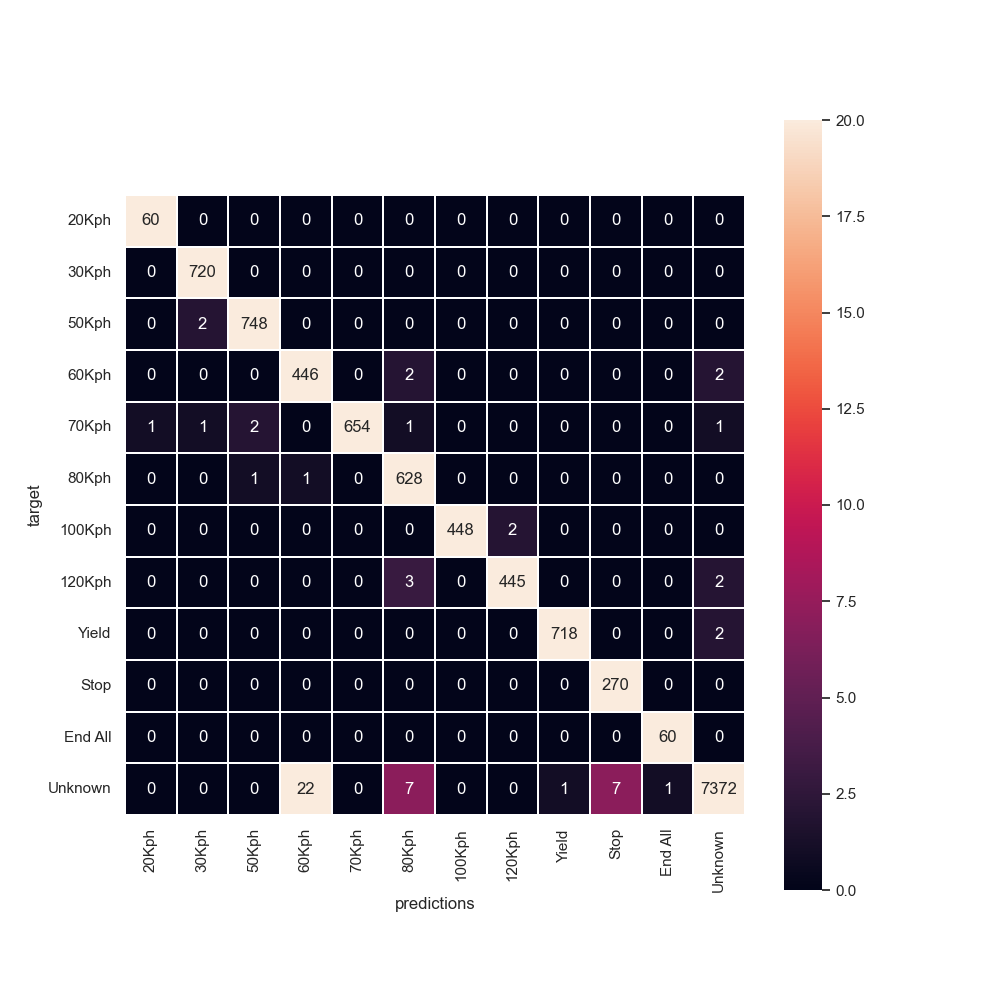 20Kph 60 0 0 0 0 0 0 0 0 0 0 0
30Kph 0 720 0 0 0 0 0 0 0 0 0 0
50Kph 0 2 748 0 0 0 0 0 0 0 0 0
60Kph 0 0 0 446 0 2 0 0 0 0 0 2
70Kph 1 1 2 0 654 1 0 0 0 0 0 1
80Kph 0 0 1 1 0 628 0 0 0 0 0 0
100Kph 0 0 0 0 0 0 448 2 0 0 0 0
120Kph 0 0 0 0 0 3 0 445 0 0 0 2
Yield 0 0 0 0 0 0 0 0 718 0 0 2
Stop 0 0 0 0 0 0 0 0 0 270 0 0
End All 0 0 0 0 0 0 0 0 0 0 60 0
Unknown 0 0 0 22 0 7 0 0 1 7 1 7372
target
20Kph 30Kph 50Kph 60Kph 70Kph 80Kph 100Kph 120Kph Yield Stop End All Unknown
predictions
20.0
17.5
15.0
12.5
10.0
7.5
5.0
2.5
0.0